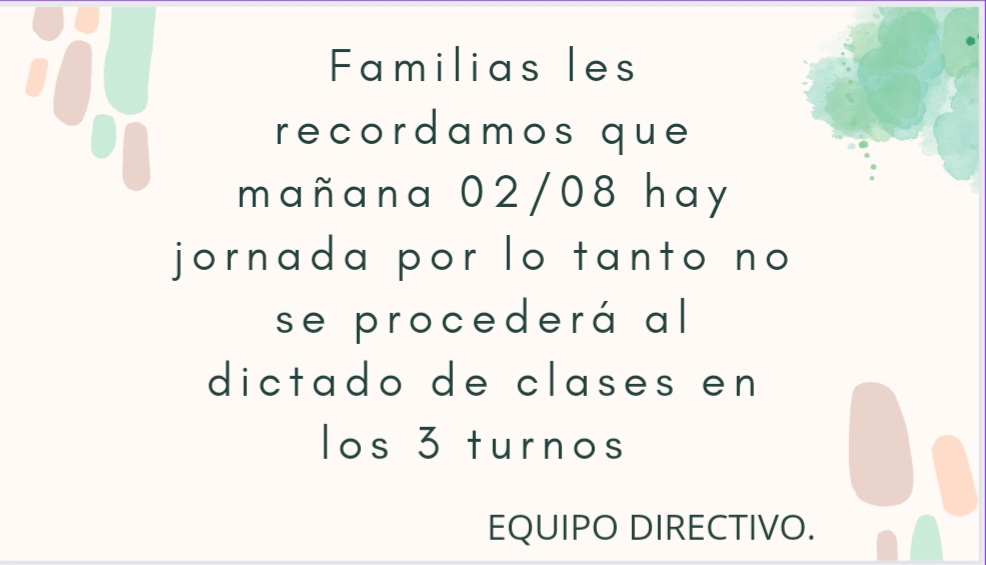 Familias les
recordamos que
mañana 02/08 hay
jornada por lo tanto no
se procederá al
dictado de clases en
los 3 turnos
EQUIPO DIRECTIVO.